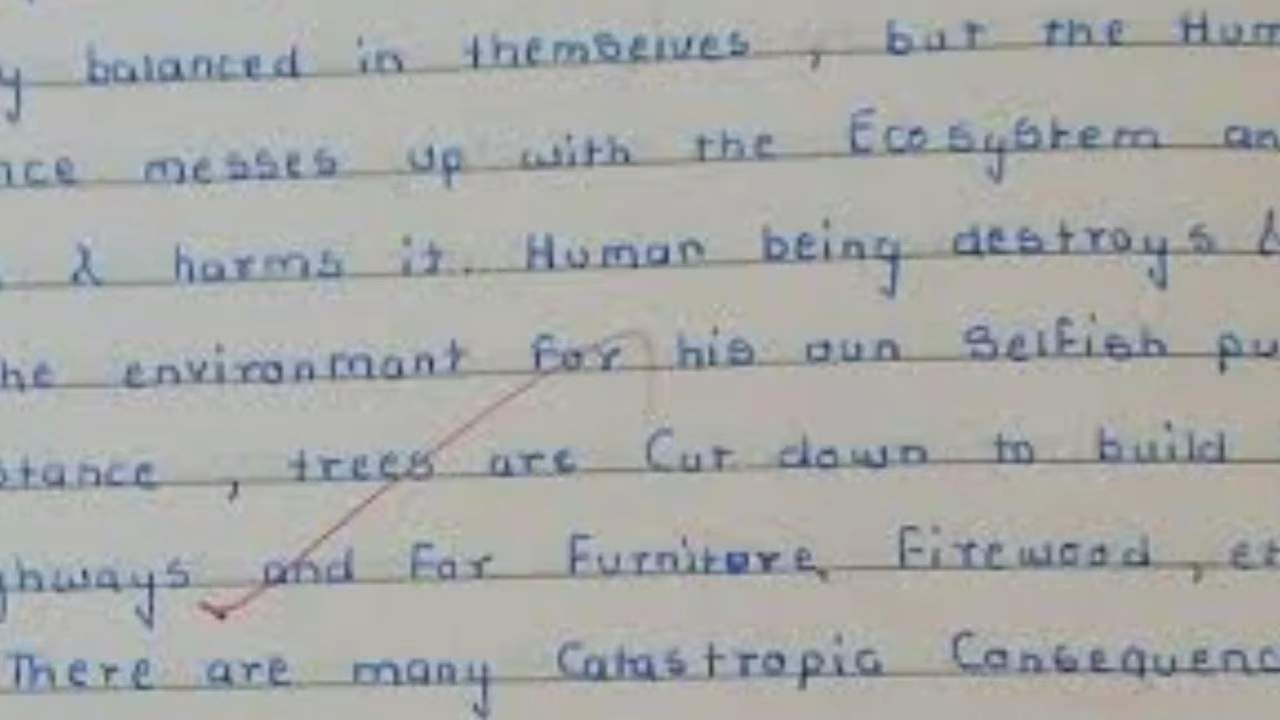 y balanced in themselves , but the Hum
nce messes up with the Ecosystem an
& harms it. Human being destroys &
he environmant for his own Selfish pu
stance , trees are Cut down to build
ghways and For Furniture, Firewood , et
There are many Catastropic Consequenc